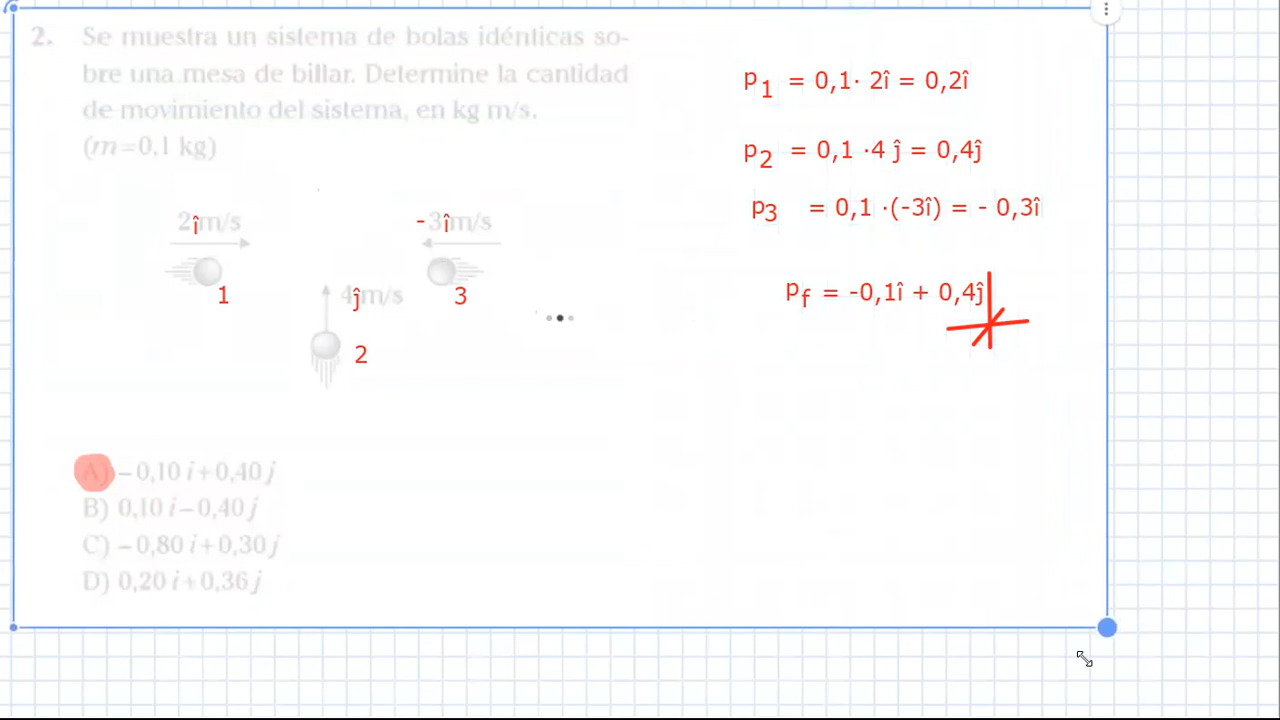 2. Se muestra un sistema de bolas idénticas so-
bre una mesa de billar. Determine la cantidad
de movimiento del sistema, en kg m/s.
(m=0,1 kg)
p1 = 0,1· 2î = 0,2î
p2 = 0,1 ·4 ĵ = 0,4ĵ
p3 = 0,1 ·(-3î) = - 0,3î
pf = -0,1î + 0,4ĵ
2 î m/s
-3 î m/s
1
4 ĵ m/s
3
2
A) –0,10 i+0,40 j
B) 0,10 i–0,40 j
C) –0,80 i+0,30 j
D) 0,20 i+0,36 j